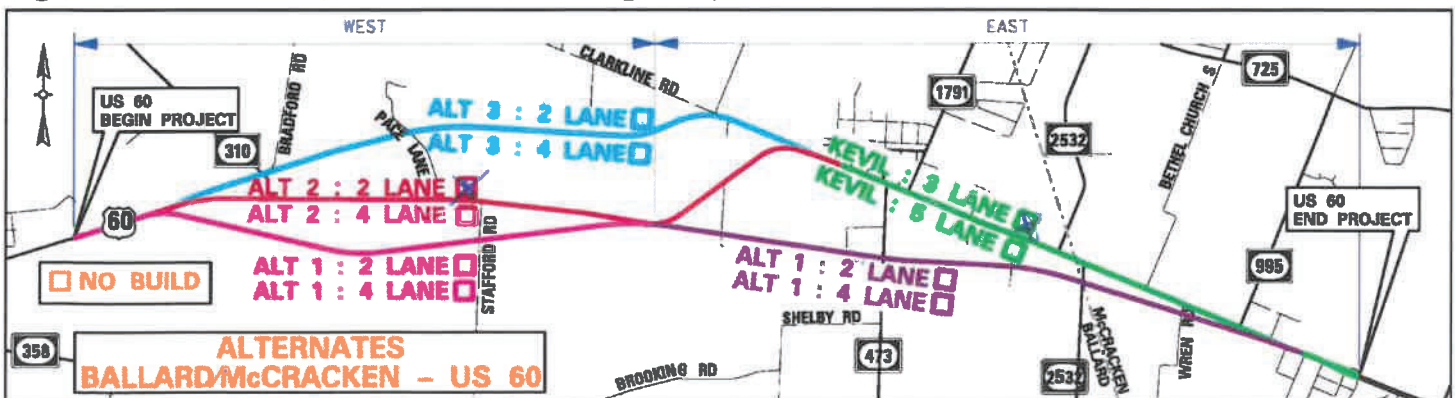 WEST
EAST
CLARKLINE RD
BRADFORD RD
725
1791
US 60
BEGIN PROJECT
ALT 3 : 2 LANE
ALT 3 : 4 LANE
PACE LANE
310
2532
BETHEL CHURCH S
KEVIL : 3 LANE
KEVIL : 5 LANE
ALT 2 : 2 LANE
ALT 2 : 4 LANE
US 60
END PROJECT
60
STAFFORD RD
ALT 1 : 2 LANE
ALT 1 : 4 LANE
ALT 1 : 2 LANE
ALT 1 : 4 LANE
995
NO BUILD
SHELBY RD
McCRACKEN
BALLARD
WREN RD
358
ALTERNATES
BALLARD/McCRACKEN - US 60
473
2532
BROOKING RD